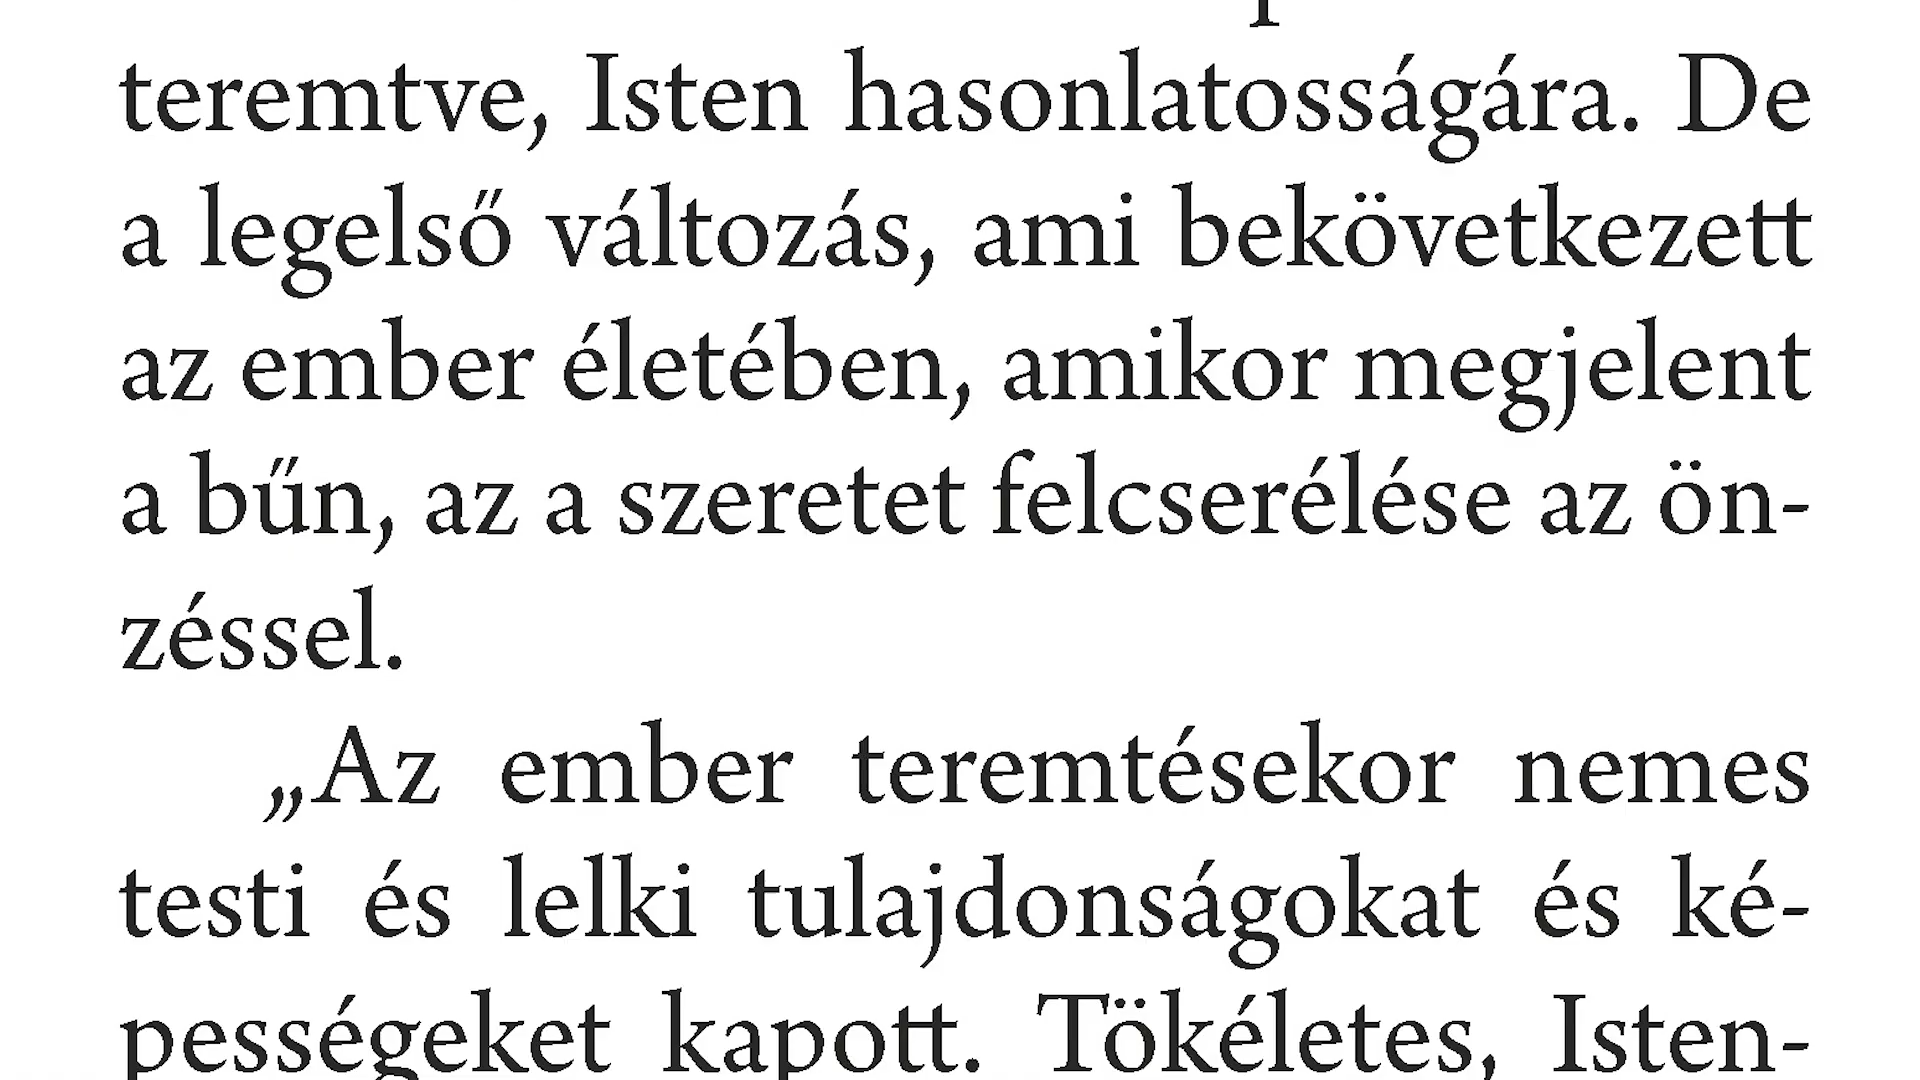 teremtve, Isten hasonlatosságára. De
a legelső változás, ami bekövetkezett
az ember életében, amikor megjelent
a bűn, az a szeretet felcserélése az ön-
zéssel.
„Az ember teremtésekor nemes
testi és lelki tulajdonságokat és ké-
pességeket kapott. Tökéletes, Isten-